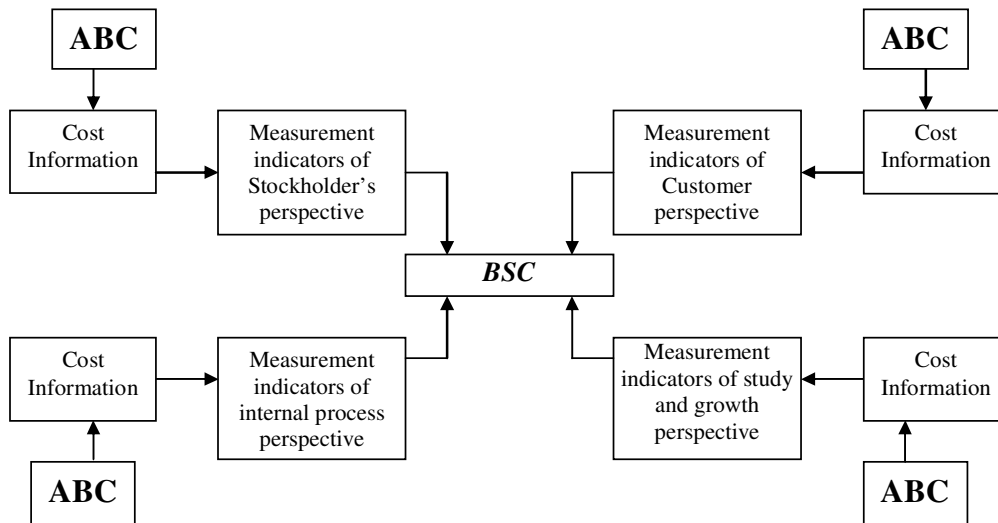 ABC
ABC
Cost
Information
Measurement
indicators of
Stockholder's
perspective
Measurement
indicators of
Customer
perspective
Cost
Information
BSC
Cost
Information
Measurement
indicators of
internal process
perspective
Measurement
indicators of study
and growth
perspective
Cost
Information
ABC
ABC